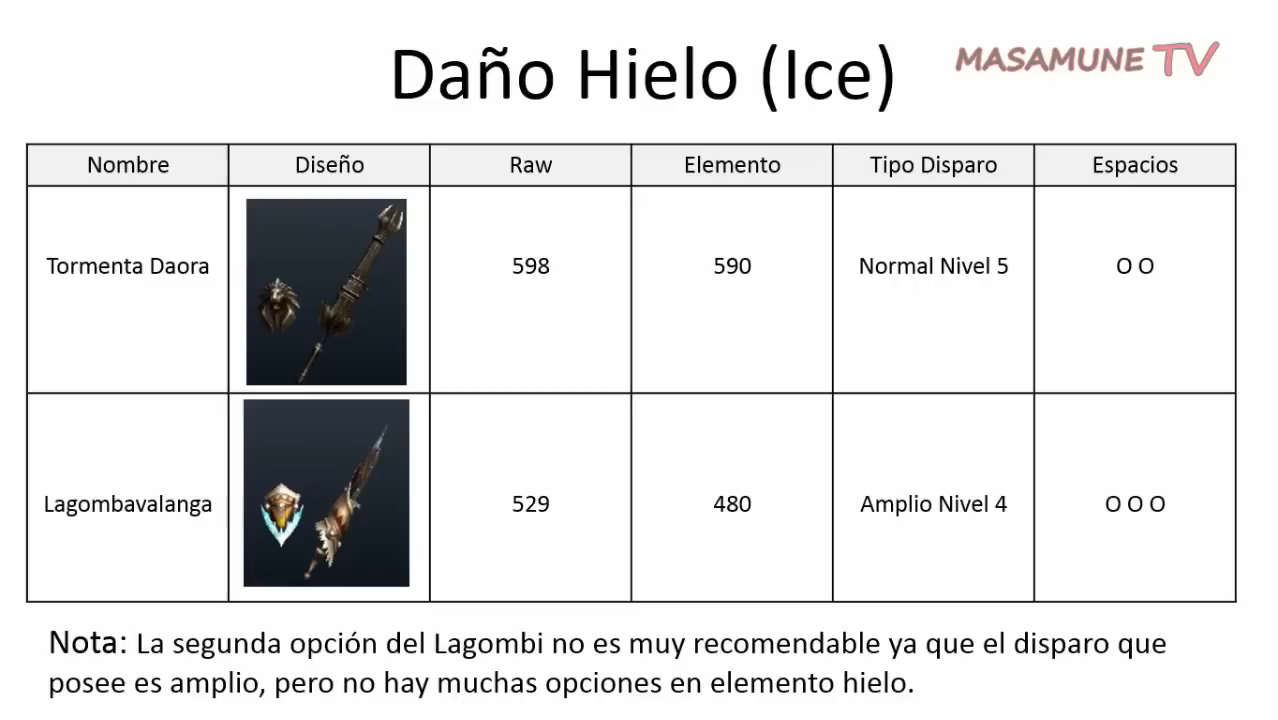 Daño Hielo (Ice)
MASAMUNE TV
Nombre Diseño Raw Elemento Tipo Disparo Espacios
Tormenta Daora 598 590 Normal Nivel 5 O O
Lagombavalanga 529 480 Amplio Nivel 4 O O O
Nota: La segunda opción del Lagombi no es muy recomendable ya que el disparo que
posee es amplio, pero no hay muchas opciones en elemento hielo.